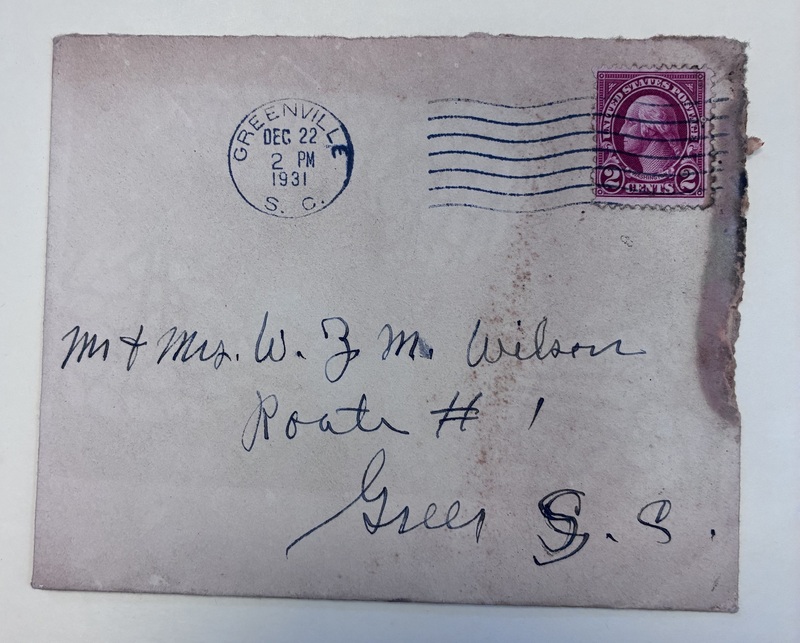 GREENVILLE
DEC 22
2 PM
1931
S. C.
UNITED STATES POSTAGE
2 CENTS 2
Mr & Mrs. W. Z. M. Wilson
Route # 1
Greer S. C.